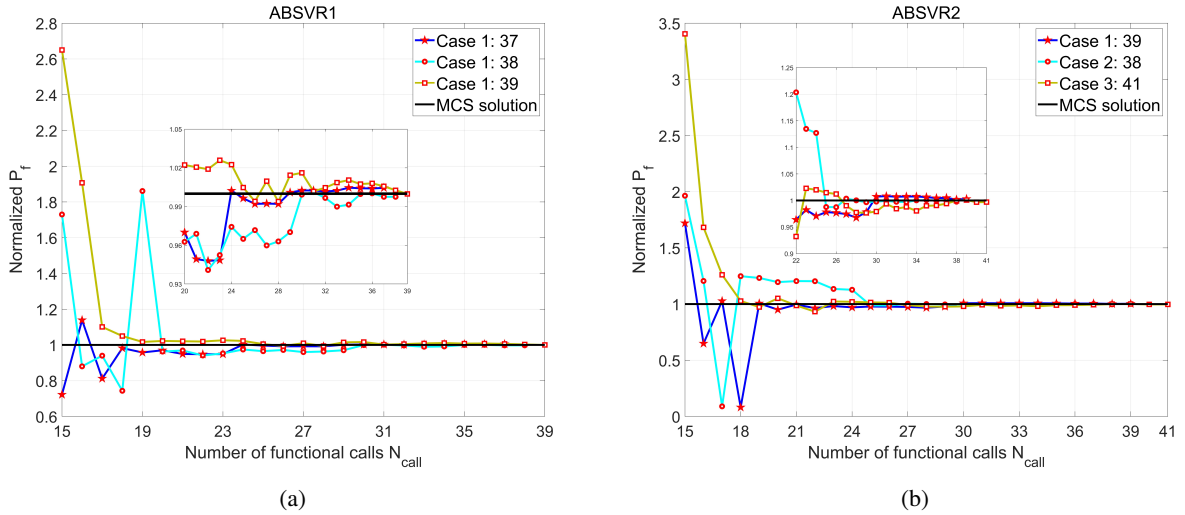 ABSVR1
2.8
2.6
2.4
2.2
2
1.8
1.6
1.4
1.2
1
0.8
0.6
Normalized P_f
Case 1: 37
Case 1: 38
Case 1: 39
MCS solution
1.05
1.02
0.99
0.96
0.93
20 24 28 32 36 39
15 19 23 27 31 35 39
Number of functional calls N_call
(a)
ABSVR2
3.5
3
2.5
2
1.5
1
0.5
0
Normalized P_f
Case 1: 39
Case 2: 38
Case 3: 41
MCS solution
1.25
1.2
1.15
1.1
1.05
1
0.95
0.9
22 26 30 34 38 41
15 18 21 24 27 30 33 36 39 41
Number of functional calls N_call
(b)